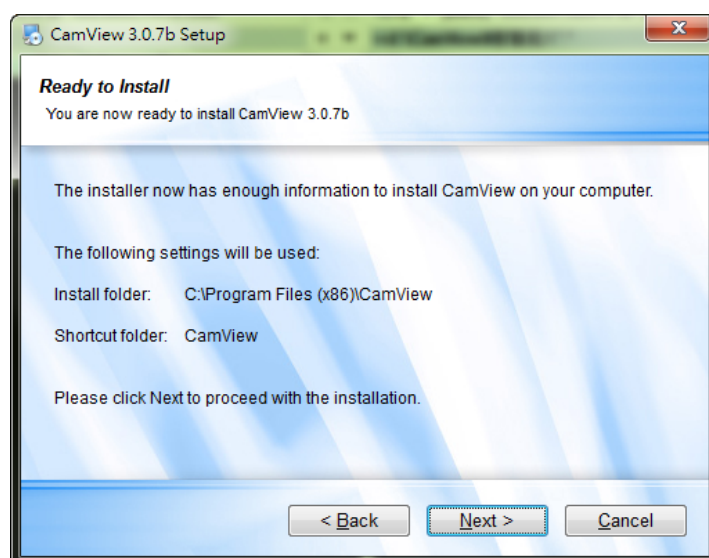 CamView 3.0.7b Setup
Ready to Install
You are now ready to install CamView 3.0.7b
The installer now has enough information to install CamView on your computer.
The following settings will be used:
Install folder: C:\Program Files (x86)\CamView
Shortcut folder: CamView
Please click Next to proceed with the installation.
< Back Next > Cancel